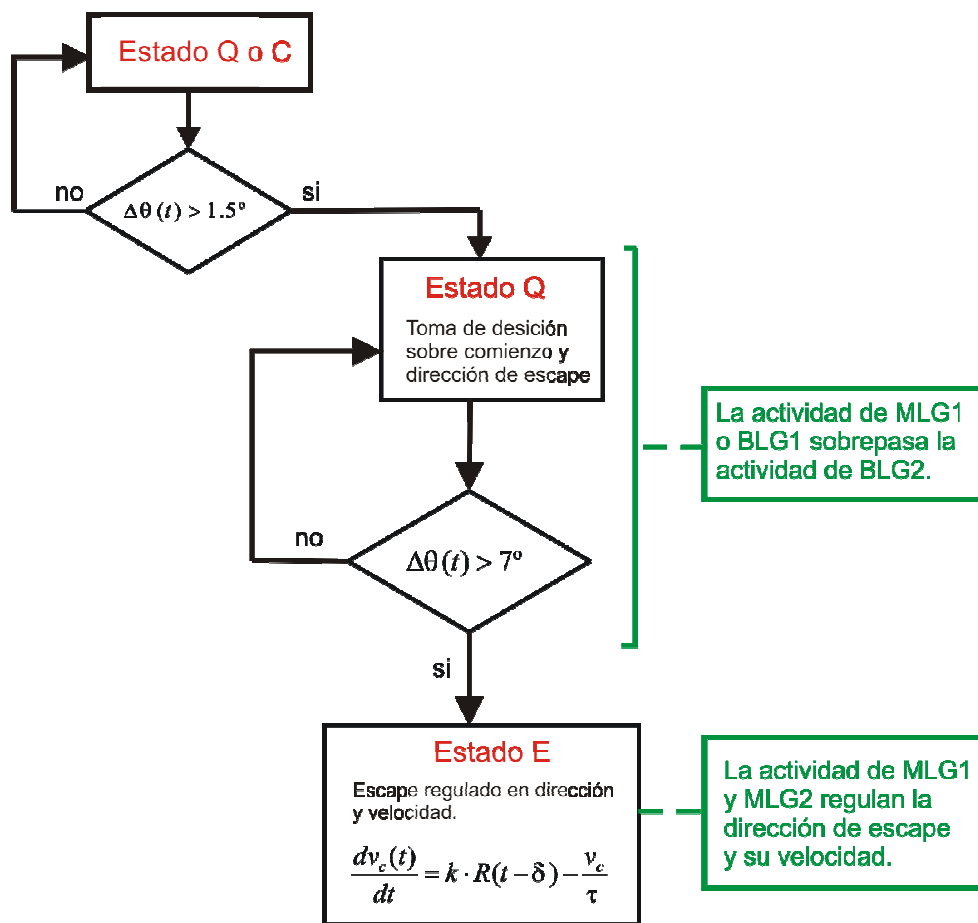 Estado Q o C
no
si
Δθ(t) > 1.5º
Estado Q
Toma de desición
sobre comienzo y
dirección de escape
La actividad de MLG1
o BLG1 sobrepasa la
actividad de BLG2.
no
Δθ(t) > 7º
si
Estado E
Escape regulado en dirección
y velocidad.
dv_c(t)/dt = k · R(t − δ) − v_c/τ
La actividad de MLG1
y MLG2 regulan la
dirección de escape
y su velocidad.